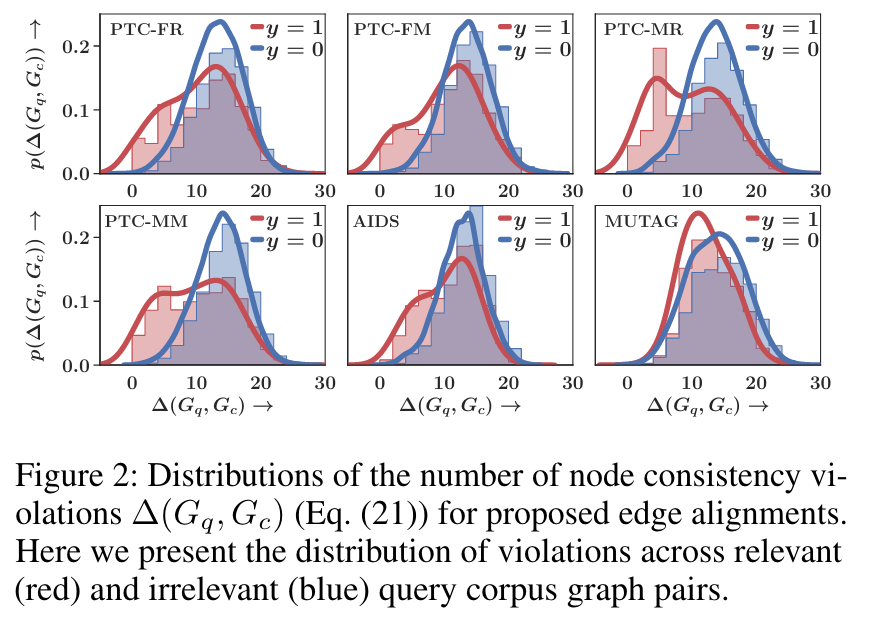 PTC-FR
y = 1
y = 0
PTC-FM
y = 1
y = 0
PTC-MR
y = 1
y = 0
p(Δ(G_q, G_c)) →
0.2
0.1
0.0
0 10 20 30
0 10 20 30
0 10 20 30
PTC-MM
y = 1
y = 0
AIDS
y = 1
y = 0
MUTAG
y = 1
y = 0
p(Δ(G_q, G_c)) →
0.2
0.1
0.0
0 10 20 30
0 10 20 30
0 10 20 30
Δ(G_q, G_c) →
Δ(G_q, G_c) →
Δ(G_q, G_c) →
Figure 2: Distributions of the number of node consistency vi-
olations Δ(G_q, G_c) (Eq. (21)) for proposed edge alignments.
Here we present the distribution of violations across relevant
(red) and irrelevant (blue) query corpus graph pairs.